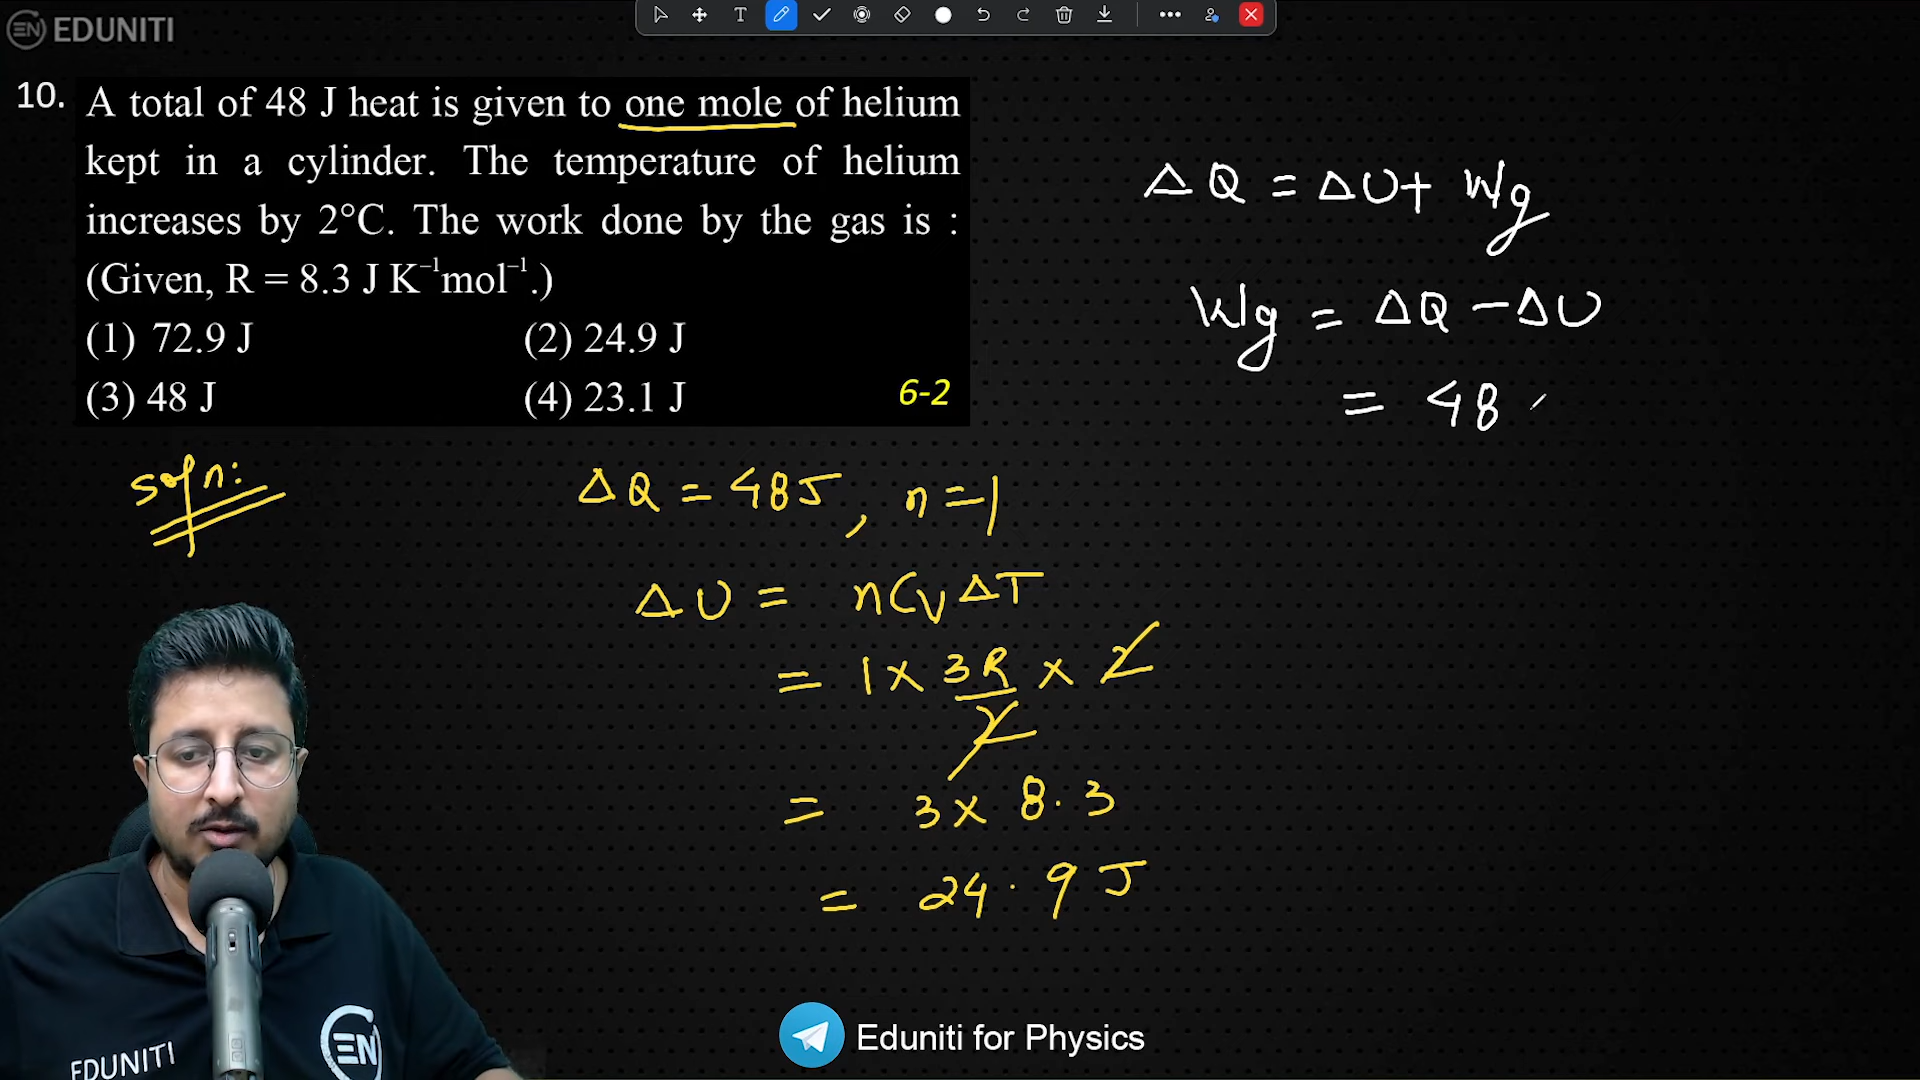 EDUNITI
10. A total of 48 J heat is given to one mole of helium
kept in a cylinder. The temperature of helium
increases by 2°C. The work done by the gas is :
(Given, R = 8.3 J K⁻¹mol⁻¹.)
(1) 72.9 J (2) 24.9 J
(3) 48 J (4) 23.1 J 6-2
ΔQ = ΔU + Wg
Wg = ΔQ - ΔU
= 48
Soln:
ΔQ = 48J, n = 1
ΔU = nCvΔT
= 1 × 3R/2 × 2
= 3 × 8.3
= 24.9 J
EDUNITI
EN
Eduniti for Physics